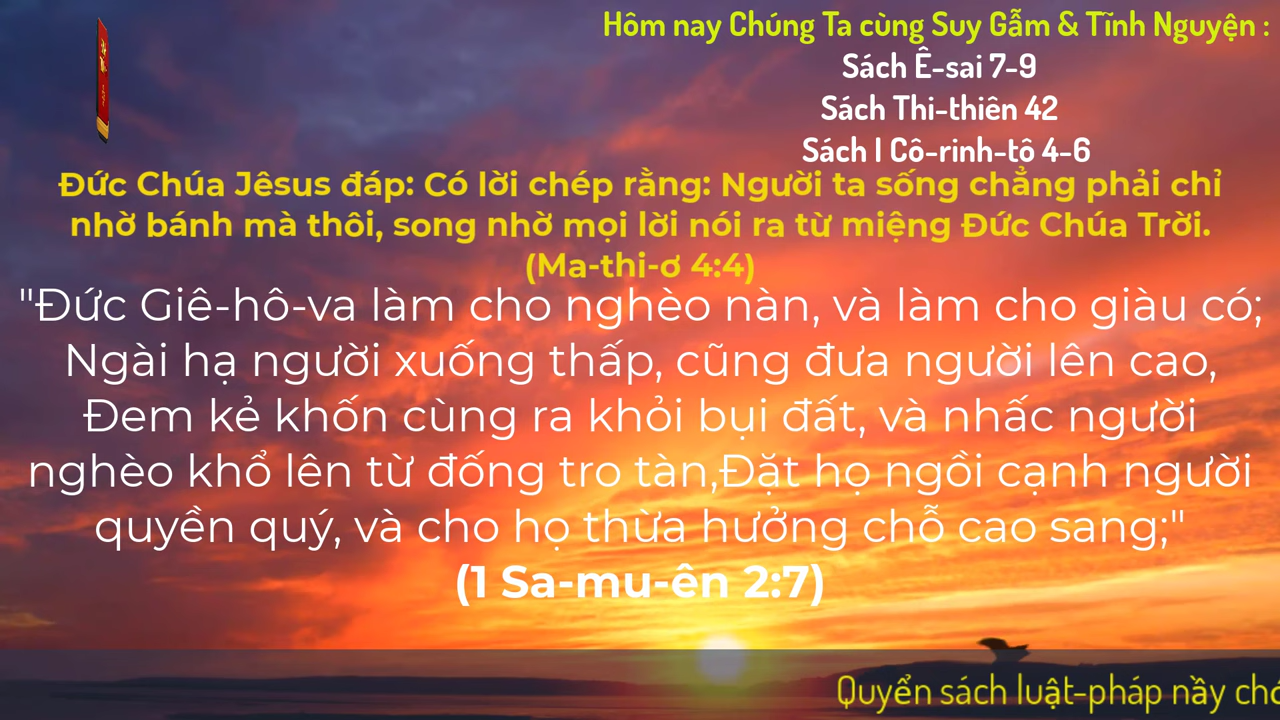 Hôm nay Chúng Ta cùng Suy Gẫm & Tĩnh Nguyện :
Sách Ê-sai 7-9
Sách Thi-thiên 42
Sách I Cô-rinh-tô 4-6
Đức Chúa Jêsus đáp: Có lời chép rằng: Người ta sống chẳng phải chỉ
nhờ bánh mà thôi, song nhờ mọi lời nói ra từ miệng Đức Chúa Trời.
(Ma-thi-ơ 4:4)
"Đức Giê-hô-va làm cho nghèo nàn, và làm cho giàu có;
Ngài hạ người xuống thấp, cũng đưa người lên cao,
Đem kẻ khốn cùng ra khỏi bụi đất, và nhấc người
nghèo khổ lên từ đống tro tàn,Đặt họ ngồi cạnh người
quyền quý, và cho họ thừa hưởng chỗ cao sang;"
(1 Sa-mu-ên 2:7)
Quyển sách luật-pháp nầy chớ